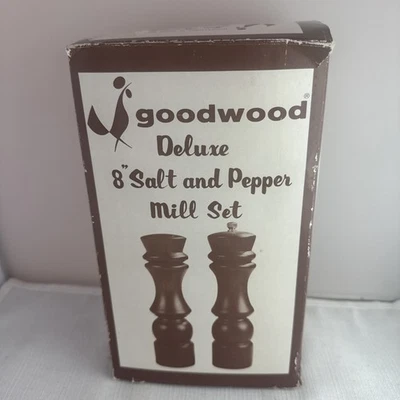 goodwood®
Deluxe
8" Salt and Pepper
Mill Set